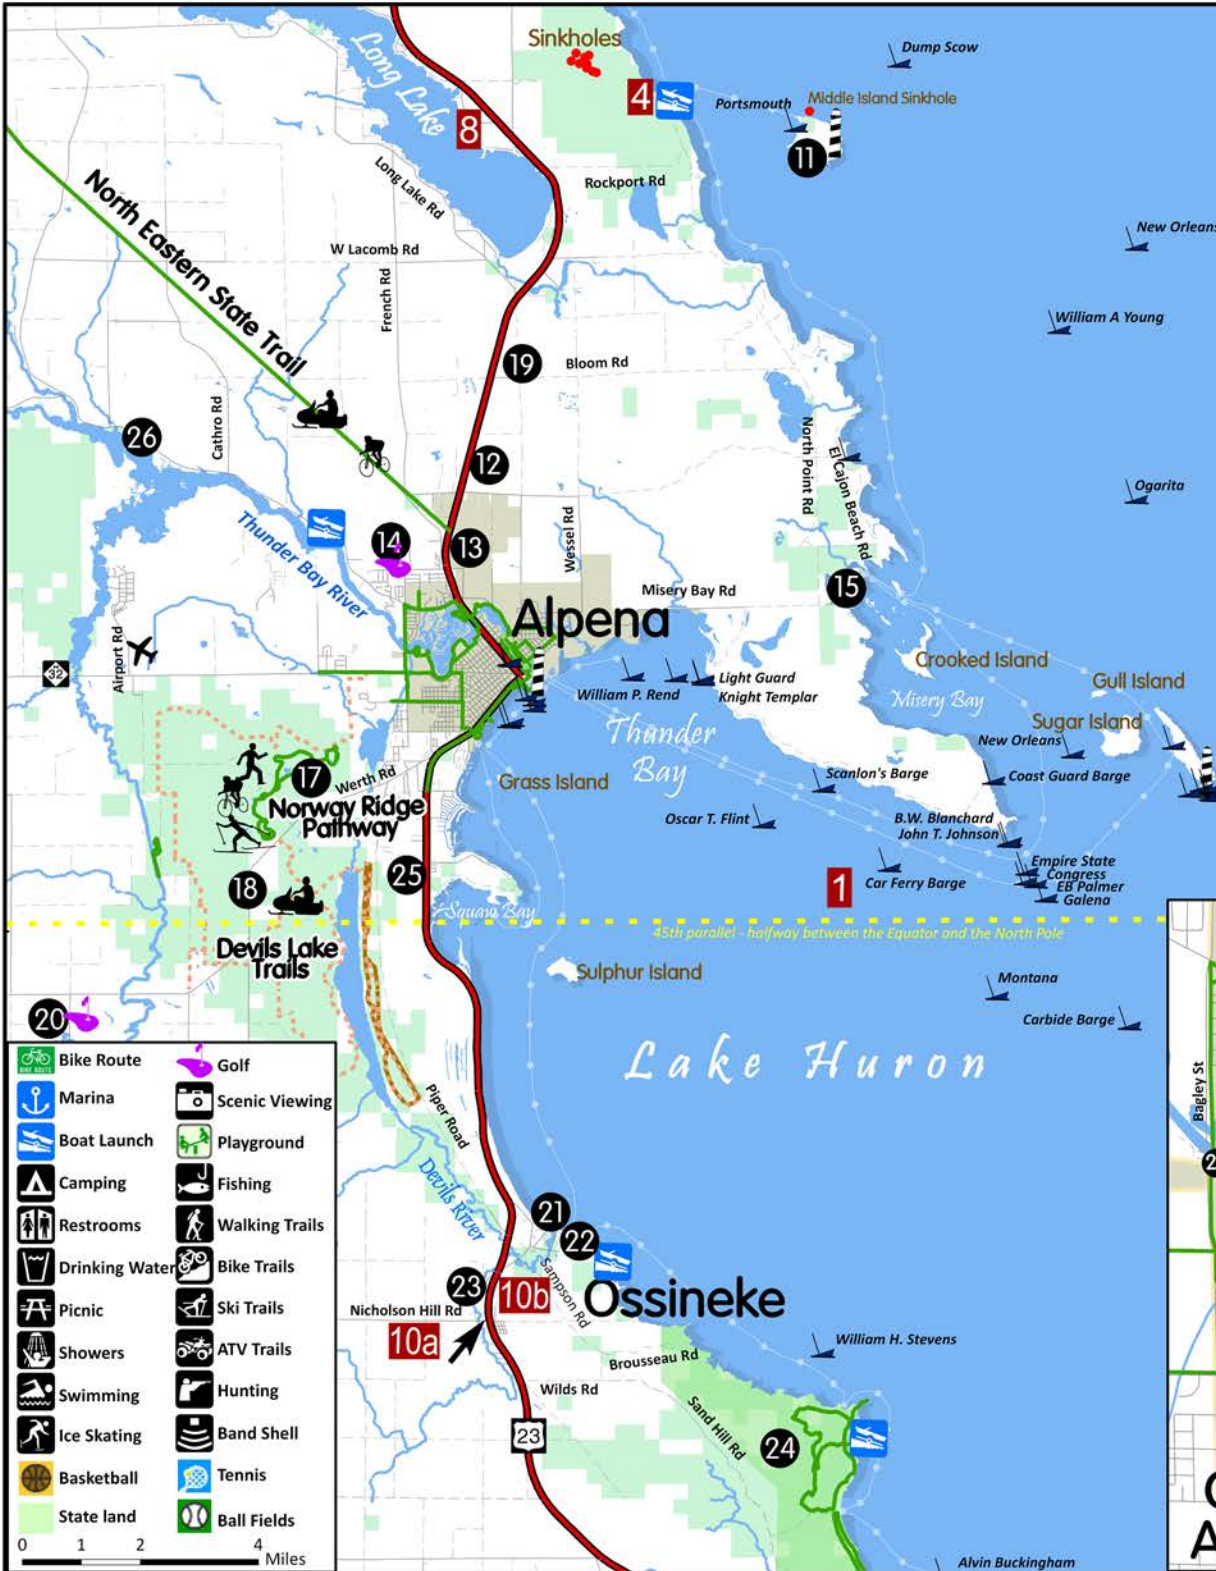 Sinkholes
Dump Scow
Long Lake
4
Portsmouth
Middle Island Sinkhole
8
11
Long Lake Rd
Rockport Rd
North Eastern State Trail
W Lacomb Rd
New Orleans
French Rd
William A Young
19
Bloom Rd
26
Cathro Rd
12
North Point Rd
El Cajon Beach Rd
Ogarita
Thunder Bay River
14
13
Wessel Rd
15
Misery Bay Rd
Alpena
Airport Rd
32
Crooked Island
Light Guard
Knight Templar
William P. Rend
Misery Bay
Gull Island
Sugar Island
Thunder
Bay
New Orleans
17
Werth Rd
Grass Island
Scanlon's Barge
Coast Guard Barge
Norway Ridge
Pathway
Oscar T. Flint
B.W. Blanchard
John T. Johnson
18
25
1
Car Ferry Barge
Empire State
Congress
EB Palmer
Galena
Squaw Bay
45th parallel - halfway between the Equator and the North Pole
Devils Lake
Trails
Sulphur Island
Montana
20
Carbide Barge
Lake Huron
Bike Route
BIKE ROUTE
Golf
Marina
Scenic Viewing
Boat Launch
Playground
Camping
Fishing
Restrooms
Walking Trails
Drinking Water
Bike Trails
Picnic
Ski Trails
Showers
ATV Trails
Swimming
Hunting
Ice Skating
Band Shell
Basketball
Tennis
State land
Ball Fields
0 1 2 4
Miles
Piper Road
Devils River
Bagley St
2
21
22
Sampson Rd
23
10b
Ossineke
Nicholson Hill Rd
10a
William H. Stevens
Brousseau Rd
Wilds Rd
Sand Hill Rd
23
24
A
Alvin Buckingham